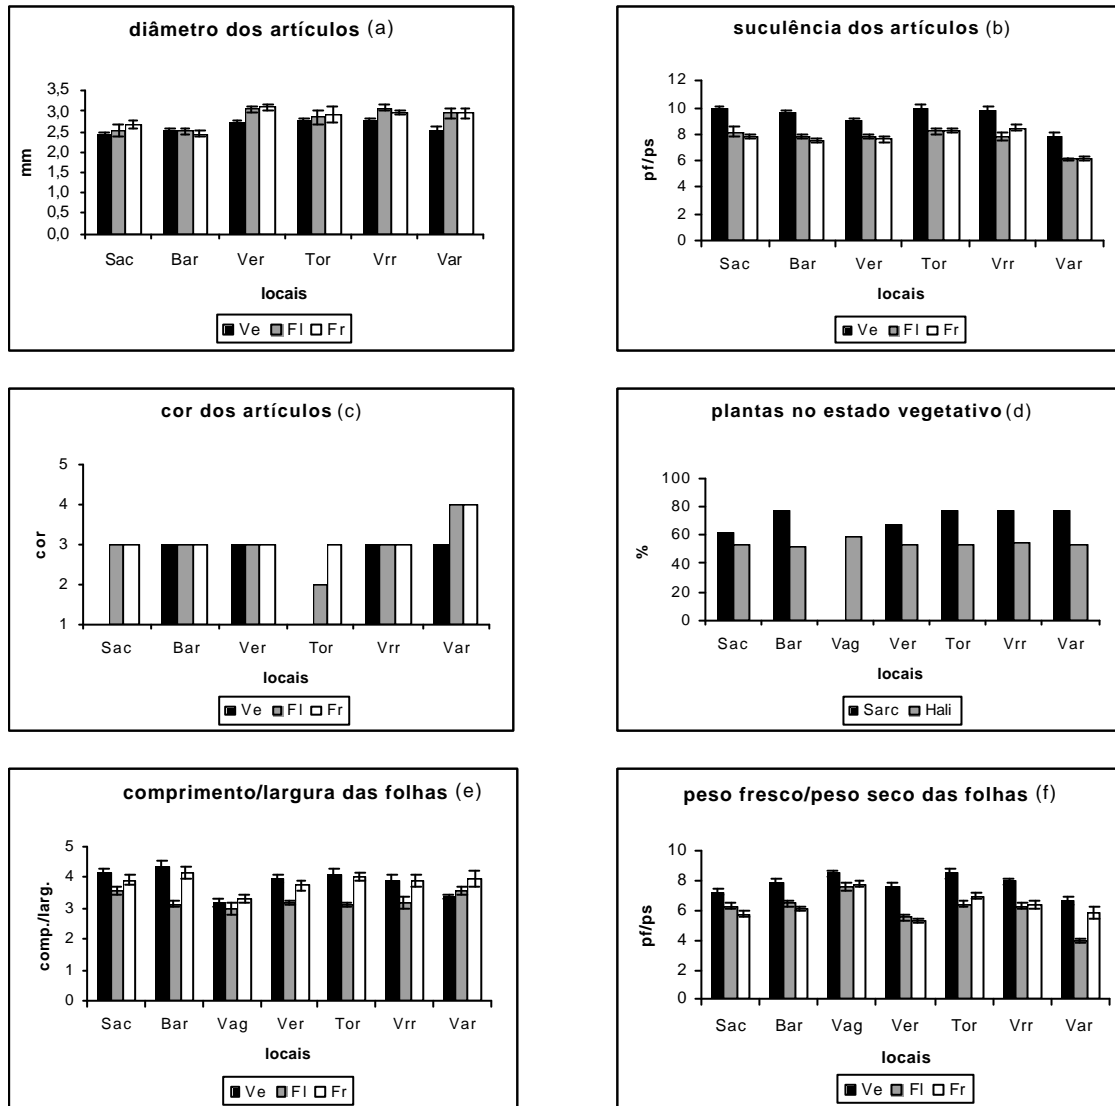 diâmetro dos artículos (a)
3,5
3,0
2,5
2,0
1,5
1,0
0,5
0,0
mm
Sac Bar Ver Tor Vrr Var
locais
Ve Fl Fr
suculência dos artículos (b)
12
10
8
6
4
2
0
pf/ps
Sac Bar Ver Tor Vrr Var
locais
Ve Fl Fr
cor dos artículos (c)
5
4
3
2
1
cor
Sac Bar Ver Tor Vrr Var
locais
Ve Fl Fr
plantas no estado vegetativo (d)
100
80
60
40
20
0
%
Sac Bar Vag Ver Tor Vrr Var
locais
Sarc Hali
comprimento/largura das folhas (e)
5
4
3
2
1
0
comp./larg.
Sac Bar Vag Ver Tor Vrr Var
locais
Ve Fl Fr
peso fresco/peso seco das folhas (f)
10
8
6
4
2
0
pf/ps
Sac Bar Vag Ver Tor Vrr Var
locais
Ve Fl Fr